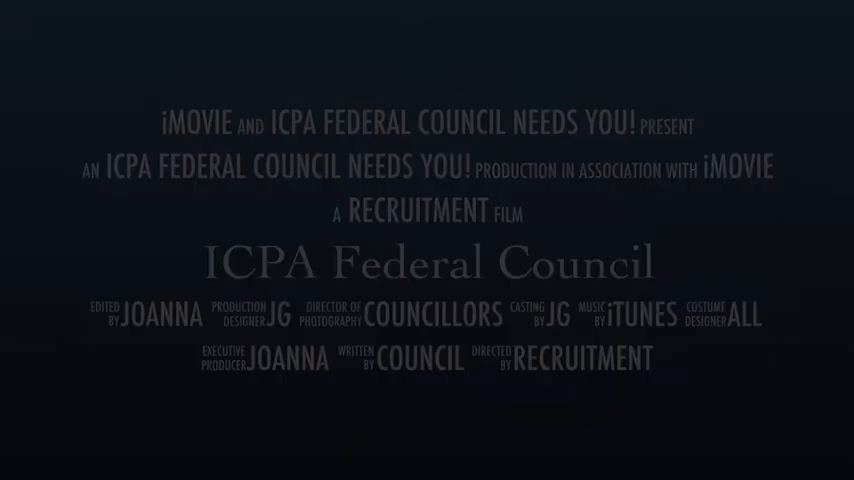 iMOVIE AND ICPA FEDERAL COUNCIL NEEDS YOU! PRESENT
AN ICPA FEDERAL COUNCIL NEEDS YOU! PRODUCTION IN ASSOCIATION WITH iMOVIE
A RECRUITMENT FILM
ICPA Federal Council
EDITED BY JOANNA PRODUCTION DESIGNER JG DIRECTOR OF PHOTOGRAPHY COUNCILLORS CASTING BY JG MUSIC BY iTUNES COSTUME DESIGNER ALL
EXECUTIVE PRODUCER JOANNA WRITTEN BY COUNCIL DIRECTED BY RECRUITMENT